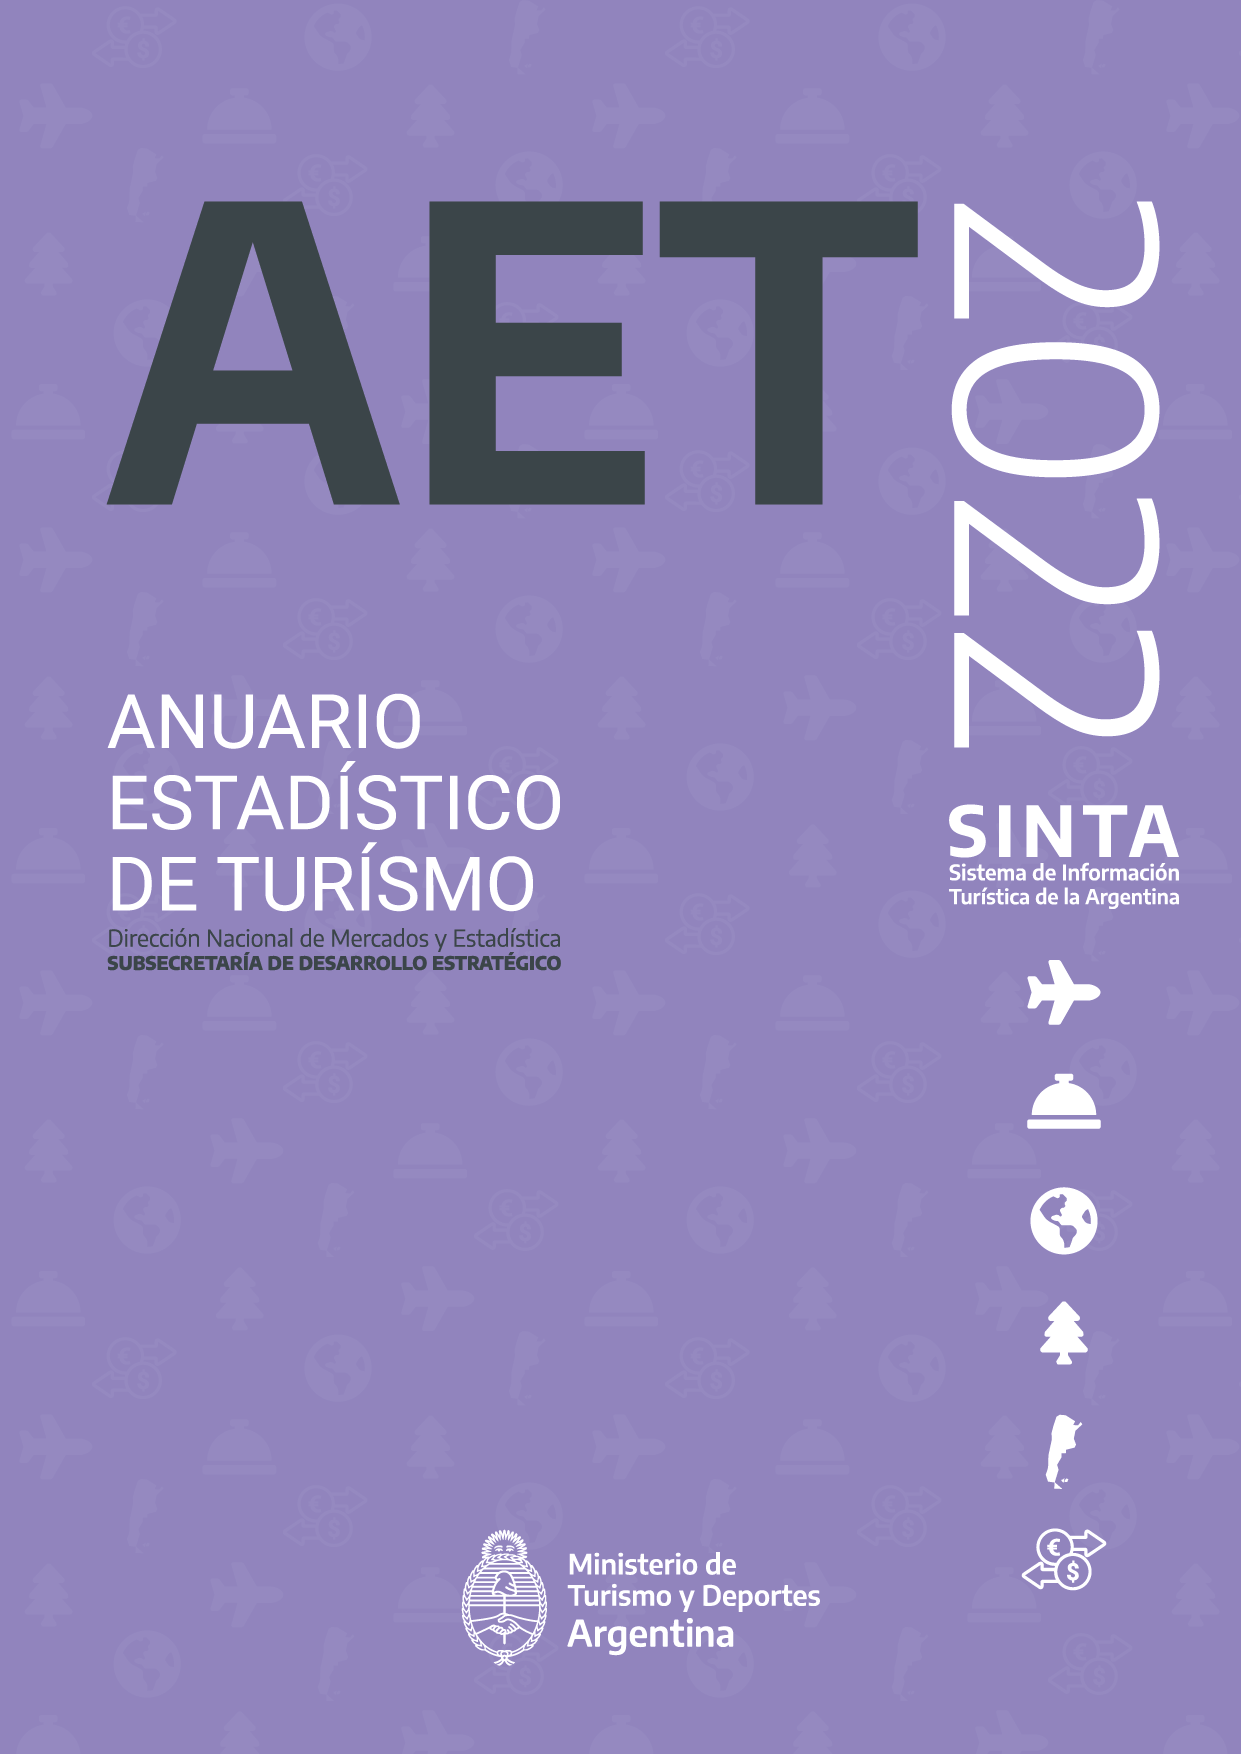 AET
2022
ANUARIO
ESTADÍSTICO
DE TURÍSMO
Dirección Nacional de Mercados y Estadística
SUBSECRETARÍA DE DESARROLLO ESTRATÉGICO
SINTA
Sistema de Información
Turística de la Argentina
Ministerio de
Turismo y Deportes
Argentina